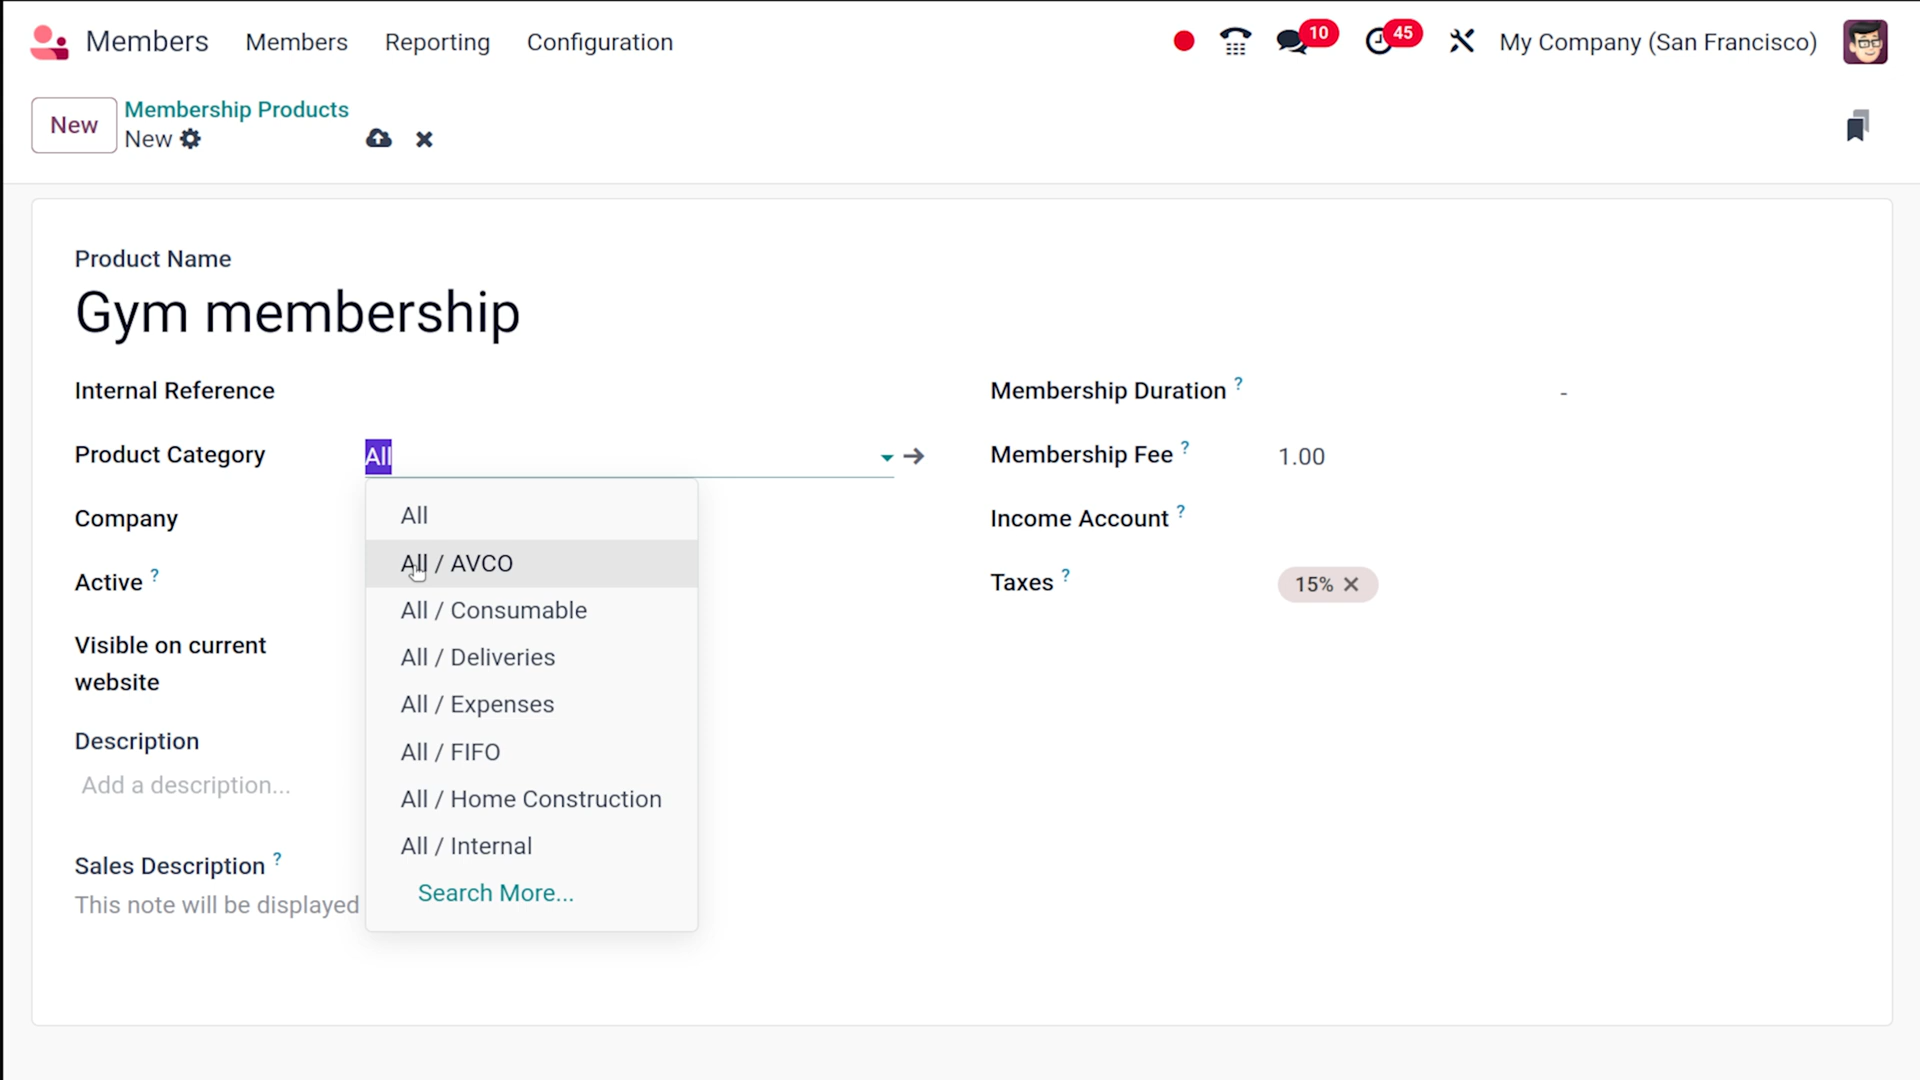 Members Members Reporting Configuration 10 45 My Company (San Francisco)
New Membership Products
New
Product Name
Gym membership
Internal Reference
Membership Duration ? -
Product Category All
Membership Fee ? 1.00
Company
Income Account ?
Active ?
Taxes ? 15%
Visible on current
website
Description
Add a description...
Sales Description ?
This note will be displayed
All
All / AVCO
All / Consumable
All / Deliveries
All / Expenses
All / FIFO
All / Home Construction
All / Internal
Search More...